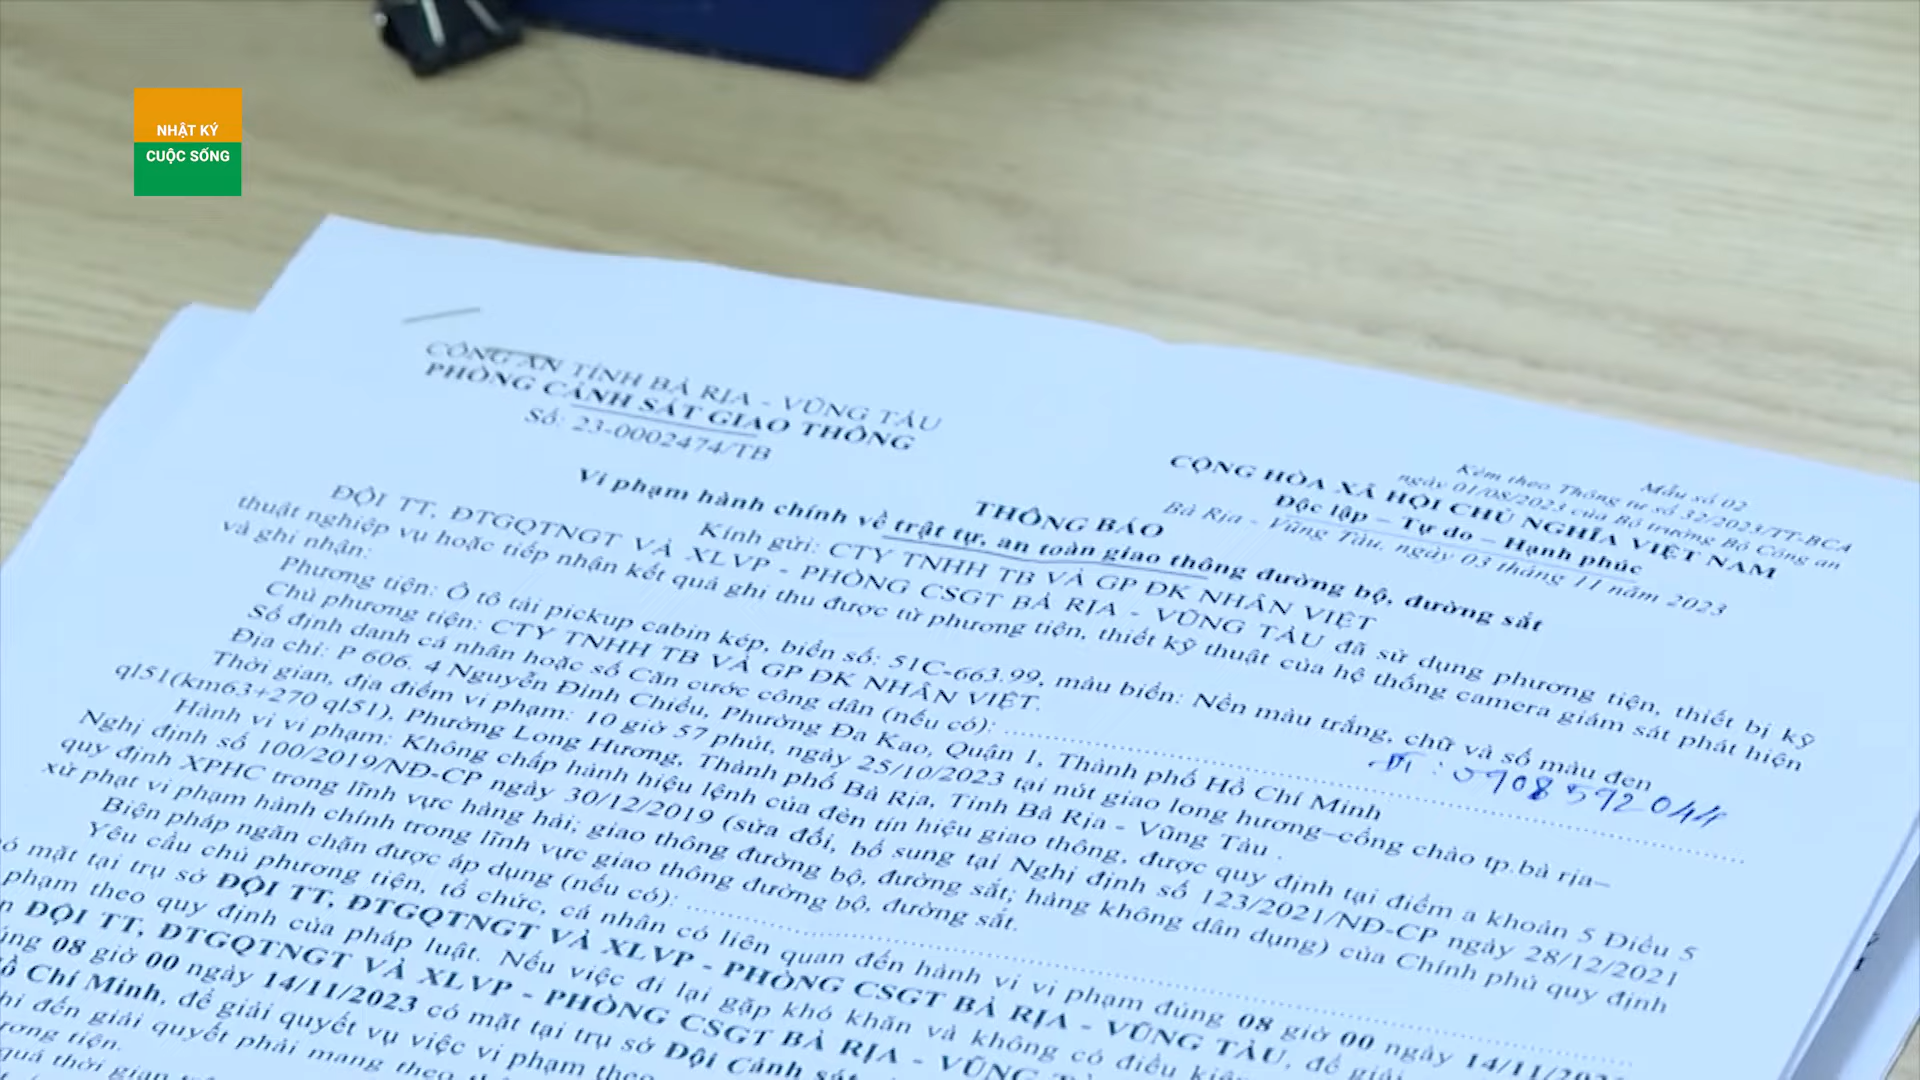 NHẬT KÝ
CUỘC SỐNG
CÔNG AN TỈNH BÀ RỊA - VŨNG TÀU
PHÒNG CẢNH SÁT GIAO THÔNG
Số: 23-0002474/TB
Mẫu số 02
Kèm theo Thông tư số 32/2023/TT-BCA
ngày 01/08/2023 của Bộ trưởng Bộ Công an
CỘNG HÒA XÃ HỘI CHỦ NGHĨA VIỆT NAM
Độc lập – Tự do – Hạnh phúc
Bà Rịa - Vũng Tàu, ngày 03 tháng 11 năm 2023
THÔNG BÁO
Vi phạm hành chính về trật tự, an toàn giao thông đường bộ, đường sắt
Kính gửi: CTY TNHH TB VÀ GP ĐK NHÂN VIỆT
ĐỘI TT, ĐTGQTNGT VÀ XLVP - PHÒNG CSGT BÀ RỊA - VŨNG TÀU đã sử dụng phương tiện, thiết bị kỹ
thuật nghiệp vụ hoặc tiếp nhận kết quả ghi thu được từ phương tiện, thiết kỹ thuật của hệ thống camera giám sát phát hiện
và ghi nhận:
Phương tiện: Ô tô tải pickup cabin kép, biển số: 51C-663.99, màu biển: Nền màu trắng, chữ và số màu đen
Chủ phương tiện: CTY TNHH TB VÀ GP ĐK NHÂN VIỆT.
ĐT: 0908592044
Số định danh cá nhân hoặc số Căn cước công dân (nếu có):
Địa chỉ: P 606. 4 Nguyễn Đình Chiểu, Phường Đa Kao, Quận 1, Thành phố Hồ Chí Minh
Thời gian, địa điểm vi phạm: 10 giờ 57 phút, ngày 25/10/2023 tại nút giao long hương–cổng chào tp.bà rịa–
ql51(km63+270 ql51), Phường Long Hương, Thành phố Bà Rịa, Tỉnh Bà Rịa - Vũng Tàu .
Hành vi vi phạm: Không chấp hành hiệu lệnh của đèn tín hiệu giao thông, được quy định tại điểm a khoản 5 Điều 5
Nghị định số 100/2019/NĐ-CP ngày 30/12/2019 (sửa đổi, bổ sung tại Nghị định số 123/2021/NĐ-CP ngày 28/12/2021
quy định XPHC trong lĩnh vực hàng hải; giao thông đường bộ, đường sắt; hàng không dân dụng) của Chính phủ quy định
xử phạt vi phạm hành chính trong lĩnh vực giao thông đường bộ, đường sắt.
Biện pháp ngăn chặn được áp dụng (nếu có):
Yêu cầu chủ phương tiện, tổ chức, cá nhân có liên quan đến hành vi vi phạm đúng 08 giờ 00 ngày 14/11/2023
có mặt tại trụ sở ĐỘI TT, ĐTGQTNGT VÀ XLVP - PHÒNG CSGT BÀ RỊA - VŨNG TÀU, để giải
phạm theo quy định của pháp luật. Nếu việc đi lại gặp khó khăn và không có điều kiện
ĐỘI TT, ĐTGQTNGT VÀ XLVP - PHÒNG CSGT BÀ RỊA - VŨNG
08 giờ 00 ngày 14/11/2023 có mặt tại trụ sở Đội Cảnh sát
Chí Minh, để giải quyết vụ việc vi phạm theo
đến giải quyết phải mang theo
tiện.
quá thời gian